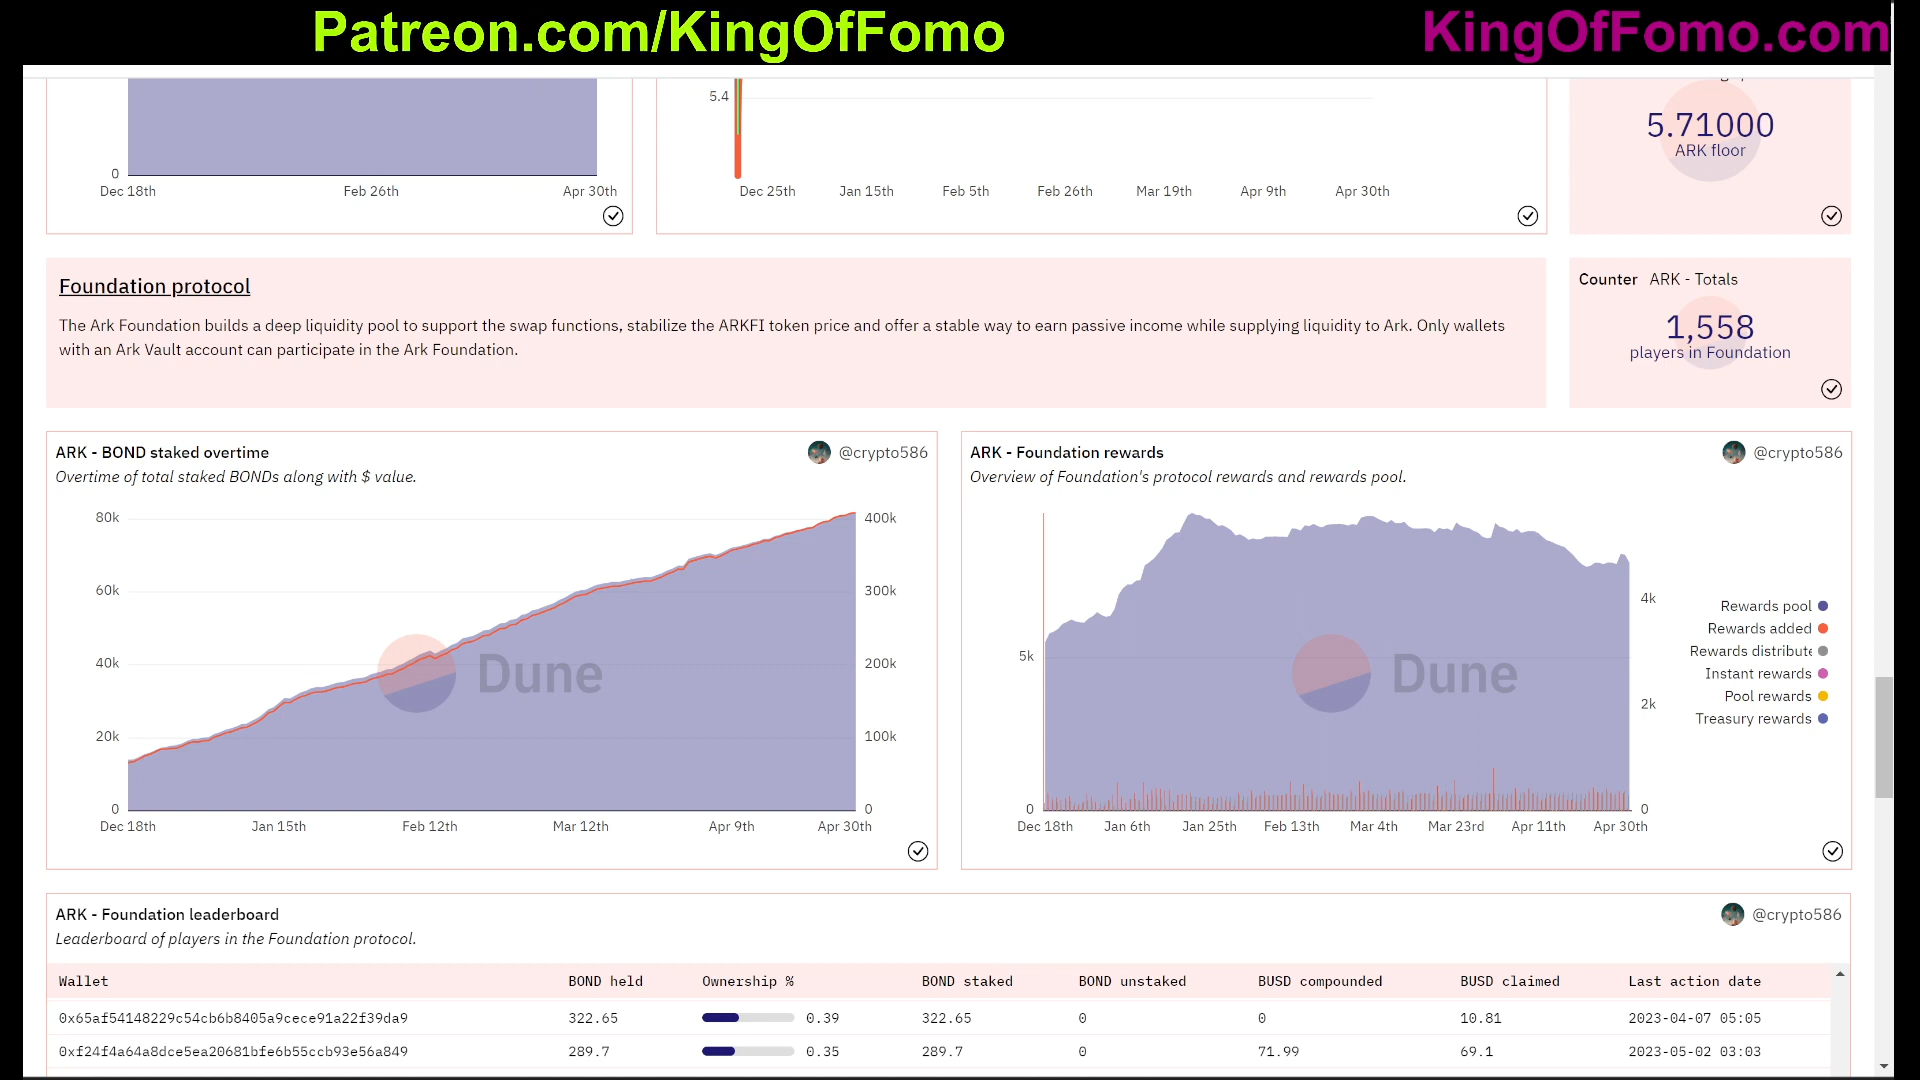 Patreon.com/KingOfFomo
KingOfFomo.com
0
Dec 18th Feb 26th Apr 30th
5.4
Dec 25th Jan 15th Feb 5th Feb 26th Mar 19th Apr 9th Apr 30th
5.71000
ARK floor
Foundation protocol
The Ark Foundation builds a deep liquidity pool to support the swap functions, stabilize the ARKFI token price and offer a stable way to earn passive income while supplying liquidity to Ark. Only wallets
with an Ark Vault account can participate in the Ark Foundation.
Counter ARK - Totals
1,558
players in Foundation
ARK - BOND staked overtime
@crypto586
Overtime of total staked BONDs along with $ value.
80k 400k
60k 300k
40k 200k
20k 100k
0 0
Dune
Dec 18th Jan 15th Feb 12th Mar 12th Apr 9th Apr 30th
ARK - Foundation rewards
@crypto586
Overview of Foundation's protocol rewards and rewards pool.
4k
5k
2k
0 0
Dune
Dec 18th Jan 6th Jan 25th Feb 13th Mar 4th Mar 23rd Apr 11th Apr 30th
Rewards pool
Rewards added
Rewards distribute
Instant rewards
Pool rewards
Treasury rewards
ARK - Foundation leaderboard
@crypto586
Leaderboard of players in the Foundation protocol.
Wallet BOND held Ownership % BOND staked BOND unstaked BUSD compounded BUSD claimed Last action date
0x65af54148229c54cb6b8405a9cece91a22f39da9 322.65 0.39 322.65 0 0 10.81 2023-04-07 05:05
0xf24f4a64a8dce5ea20681bfe6b55ccb93e56a849 289.7 0.35 289.7 0 71.99 69.1 2023-05-02 03:03